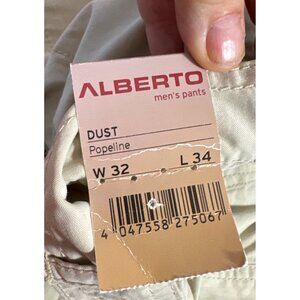 ALBERTO
men's pants
DUST
Popeline
W 32 L 34
4 047558 275067